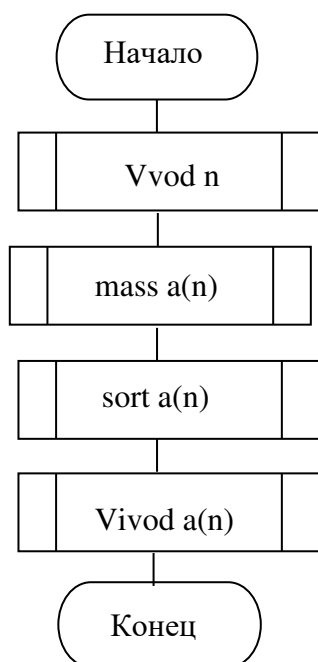 Начало
Vvod n
mass a(n)
sort a(n)
Vivod a(n)
Конец